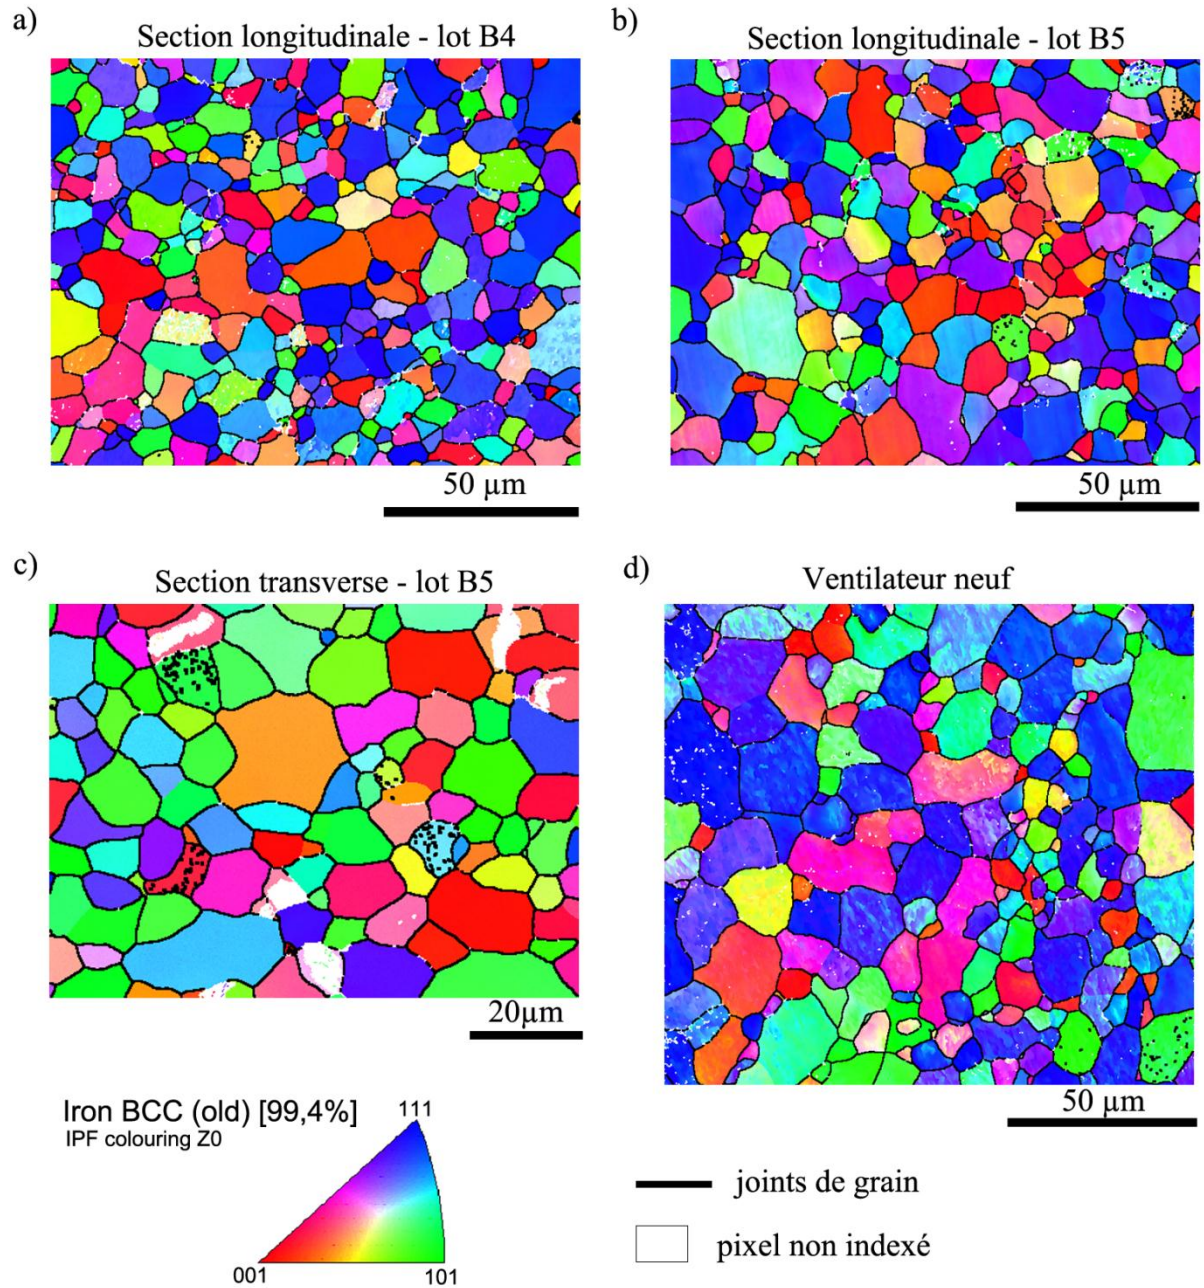 a)
Section longitudinale - lot B4
b)
Section longitudinale - lot B5
50 µm
50 µm
c)
Section transverse - lot B5
d)
Ventilateur neuf
20µm
50 µm
Iron BCC (old) [99,4%]
IPF colouring Z0
111
001
101
joints de grain
pixel non indexé